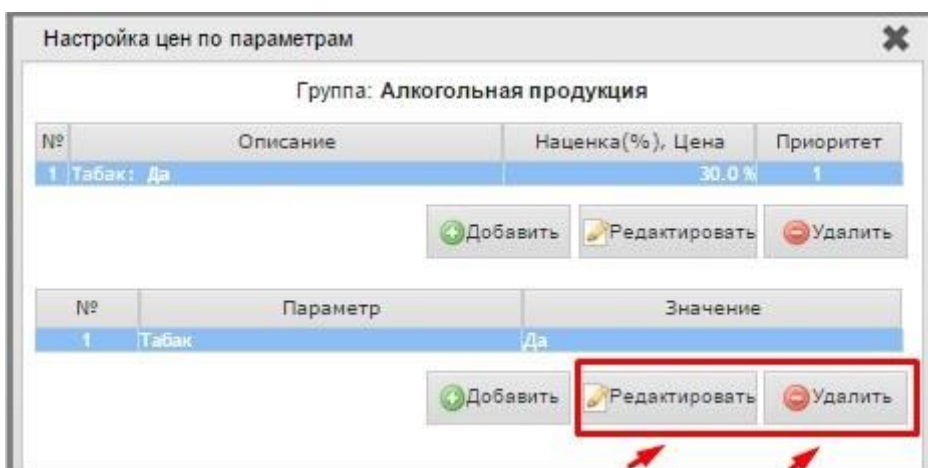 Настройка цен по параметрам
Группа: Алкогольная продукция
№ Описание Наценка(%), Цена Приоритет
1 Табак: Да 30.0 % 1
Добавить Редактировать Удалить
№ Параметр Значение
1 Табак Да
Добавить Редактировать Удалить